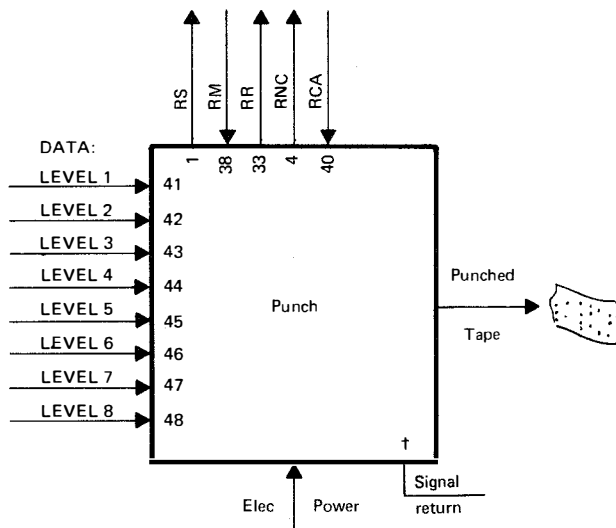 RS
RM
RR
RNC
RCA
DATA:
1
38
33
4
40
LEVEL 1
41
LEVEL 2
42
LEVEL 3
43
LEVEL 4
44
LEVEL 5
45
LEVEL 6
46
LEVEL 7
47
LEVEL 8
48
Punch
Punched
Tape
†
Signal
return
Elec Power